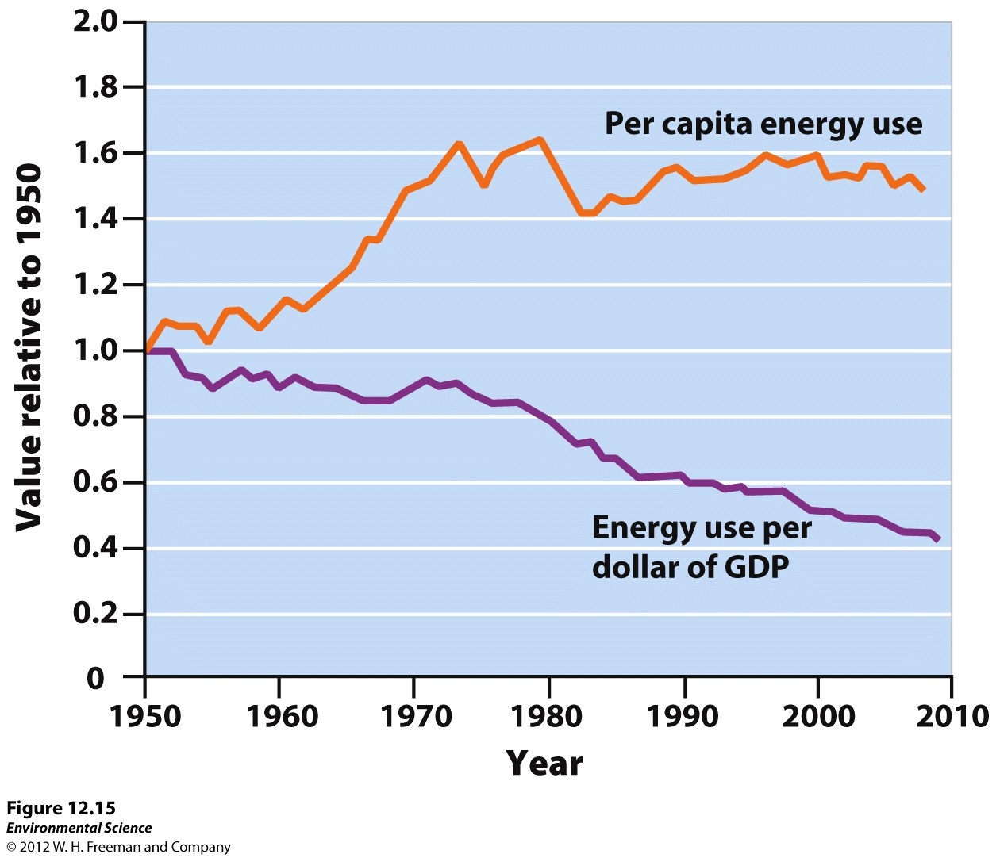 2.0
1.8
Per capita energy use
1.6
1.4
1.2
1.0
0.8
0.6
Energy use per
dollar of GDP
0.4
0.2
0
Value relative to 1950
1950 1960 1970 1980 1990 2000 2010
Year
Figure 12.15
Environmental Science
© 2012 W. H. Freeman and Company